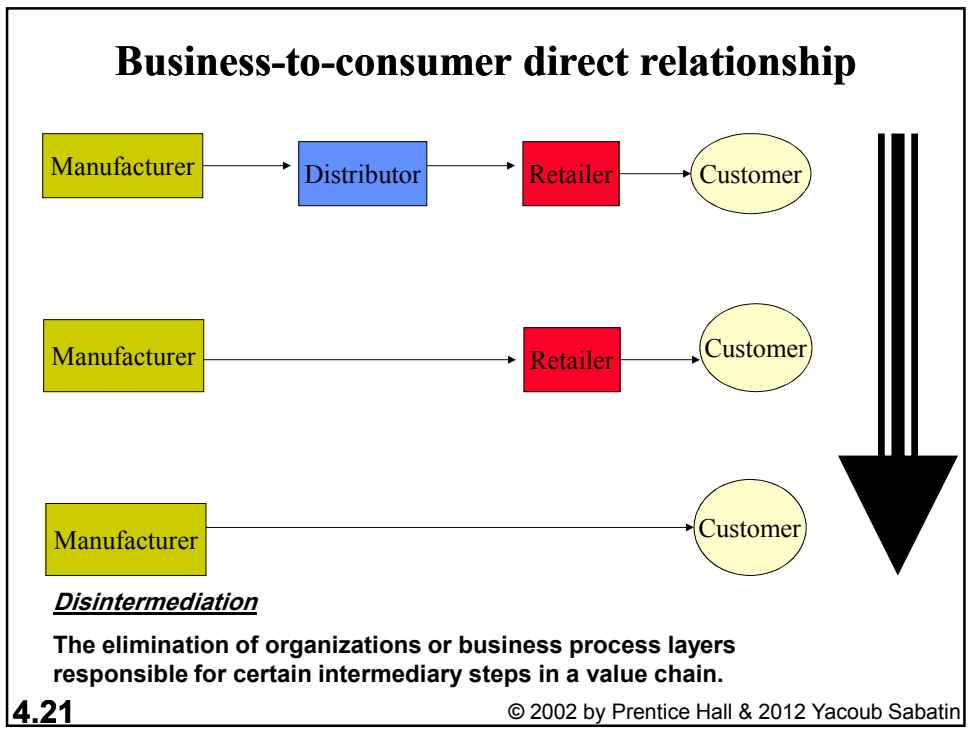 Business-to-consumer direct relationship
Manufacturer
Distributor
Retailer
Customer
Manufacturer
Retailer
Customer
Manufacturer
Customer
Disintermediation
The elimination of organizations or business process layers
responsible for certain intermediary steps in a value chain.
4.21
© 2002 by Prentice Hall & 2012 Yacoub Sabatin